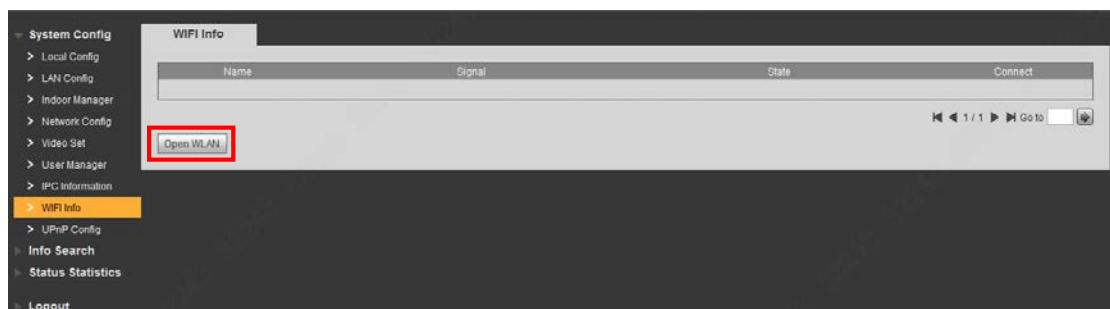 System Config
WIFI Info
> Local Config
> LAN Config
> Indoor Manager
> Network Config
> Video Set
> User Manager
> IPC Information
> WIFI Info
> UPnP Config
Info Search
Status Statistics
Logout
Name Signal State Connect
1 / 1 Go to
Open WLAN